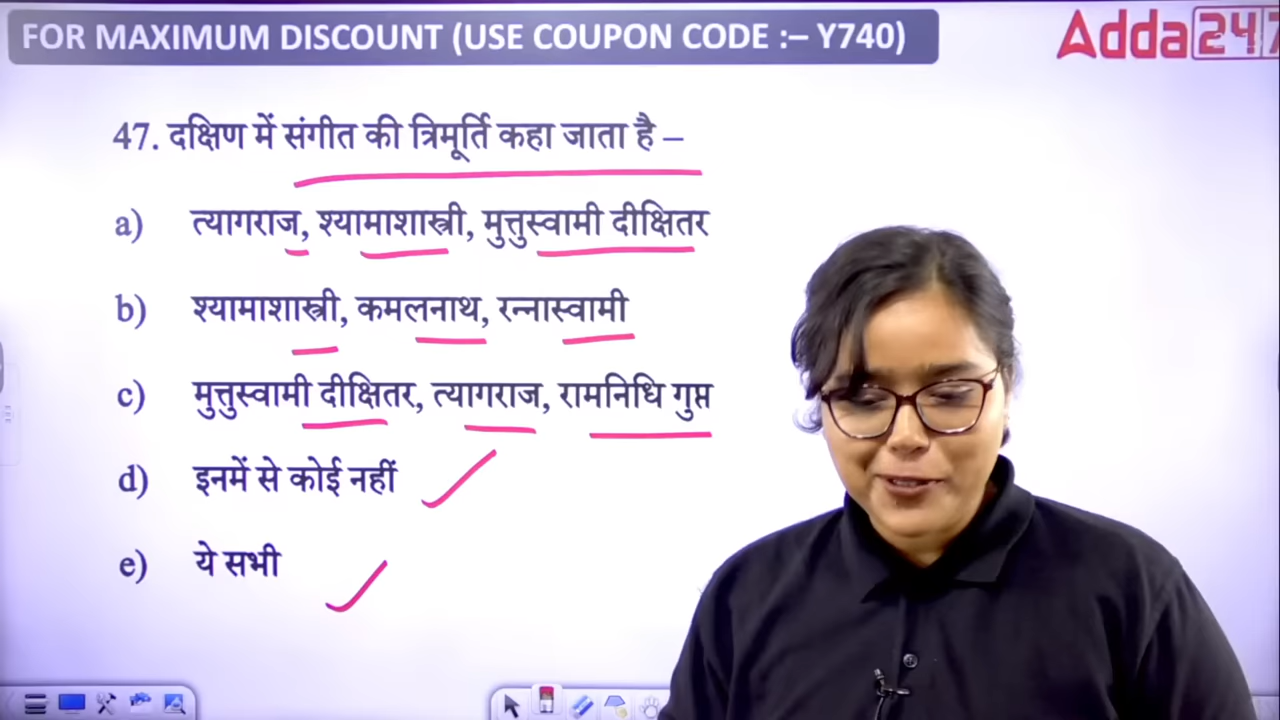 FOR MAXIMUM DISCOUNT (USE COUPON CODE :– Y740)
Adda247
47. दक्षिण में संगीत की त्रिमूर्ति कहा जाता है –
a) त्यागराज, श्यामाशास्त्री, मुत्तुस्वामी दीक्षितर
b) श्यामाशास्त्री, कमलनाथ, रन्नास्वामी
c) मुत्तुस्वामी दीक्षितर, त्यागराज, रामनिधि गुप्त
d) इनमें से कोई नहीं
e) ये सभी